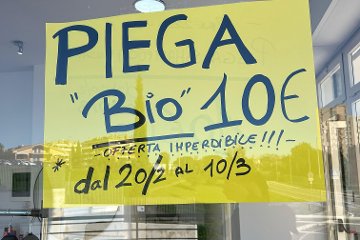 PIEGA
"BIO" 10€
- OFFERTA IMPERDIBILE!!! -
* dal 20/2 AL 10/3